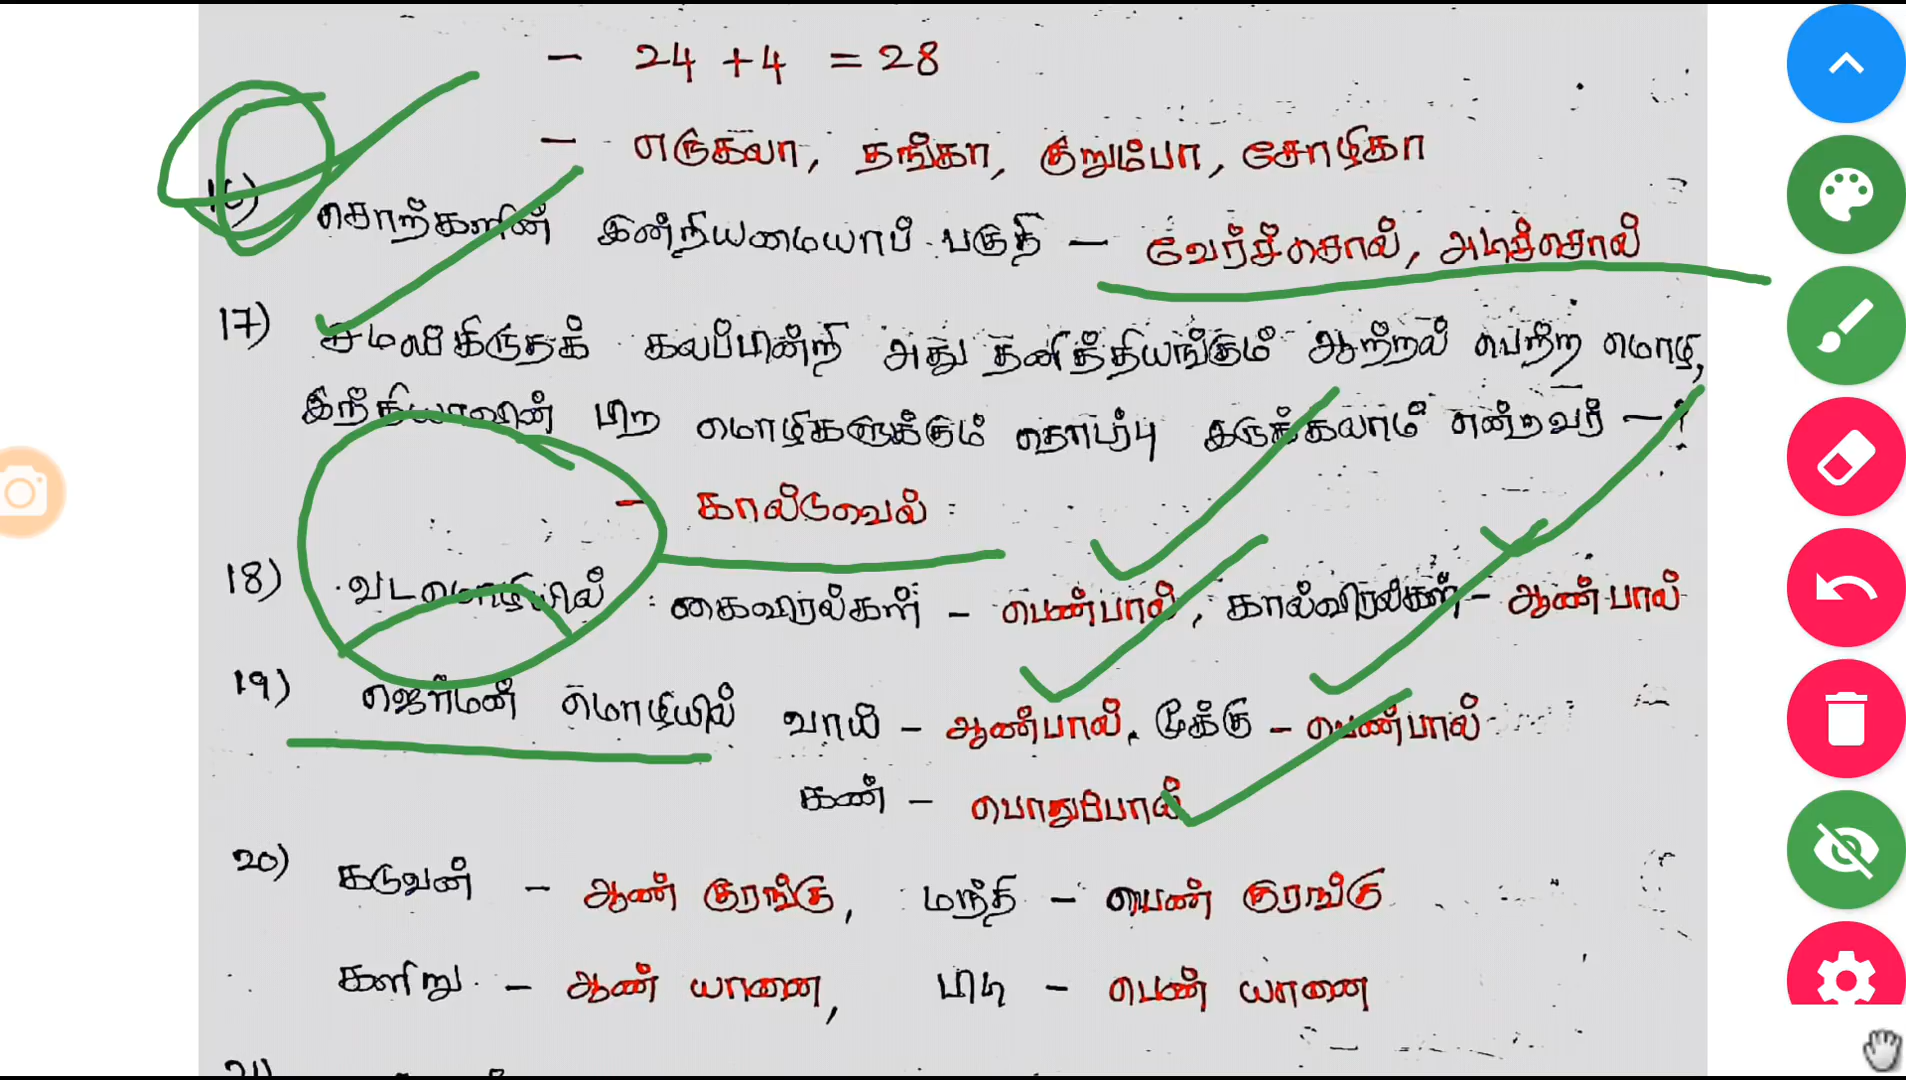 - 24 + 4 = 28
- எருகலா, தங்கா, குறும்பா, சோழிகா
16) சொற்களின் இன்றியமையாப் பகுதி - வேர்ச்சொல், அடிச்சொல்
17) சமஸ்கிருதக் கலப்பின்றி அது தனித்தியங்கும் ஆற்றல் பெற்ற மொழி,
இந்தியாவின் பிற மொழிகளுக்கும் தொடர்பு இருக்கலாம் என்றவர் - ?
- கால்டுவெல்
18) வடமொழியில் : கைவிரல்கள் - பெண்பால், கால்விரல்கள் - ஆண்பால்
19) ஜெர்மன் மொழியில் வாய் - ஆண்பால், மூக்கு - பெண்பால்
கண் - பொதுப்பால்
20) கடுவன் - ஆண் குரங்கு, மந்தி - பெண் குரங்கு
களிறு - ஆண் யானை, பிடி - பெண் யானை